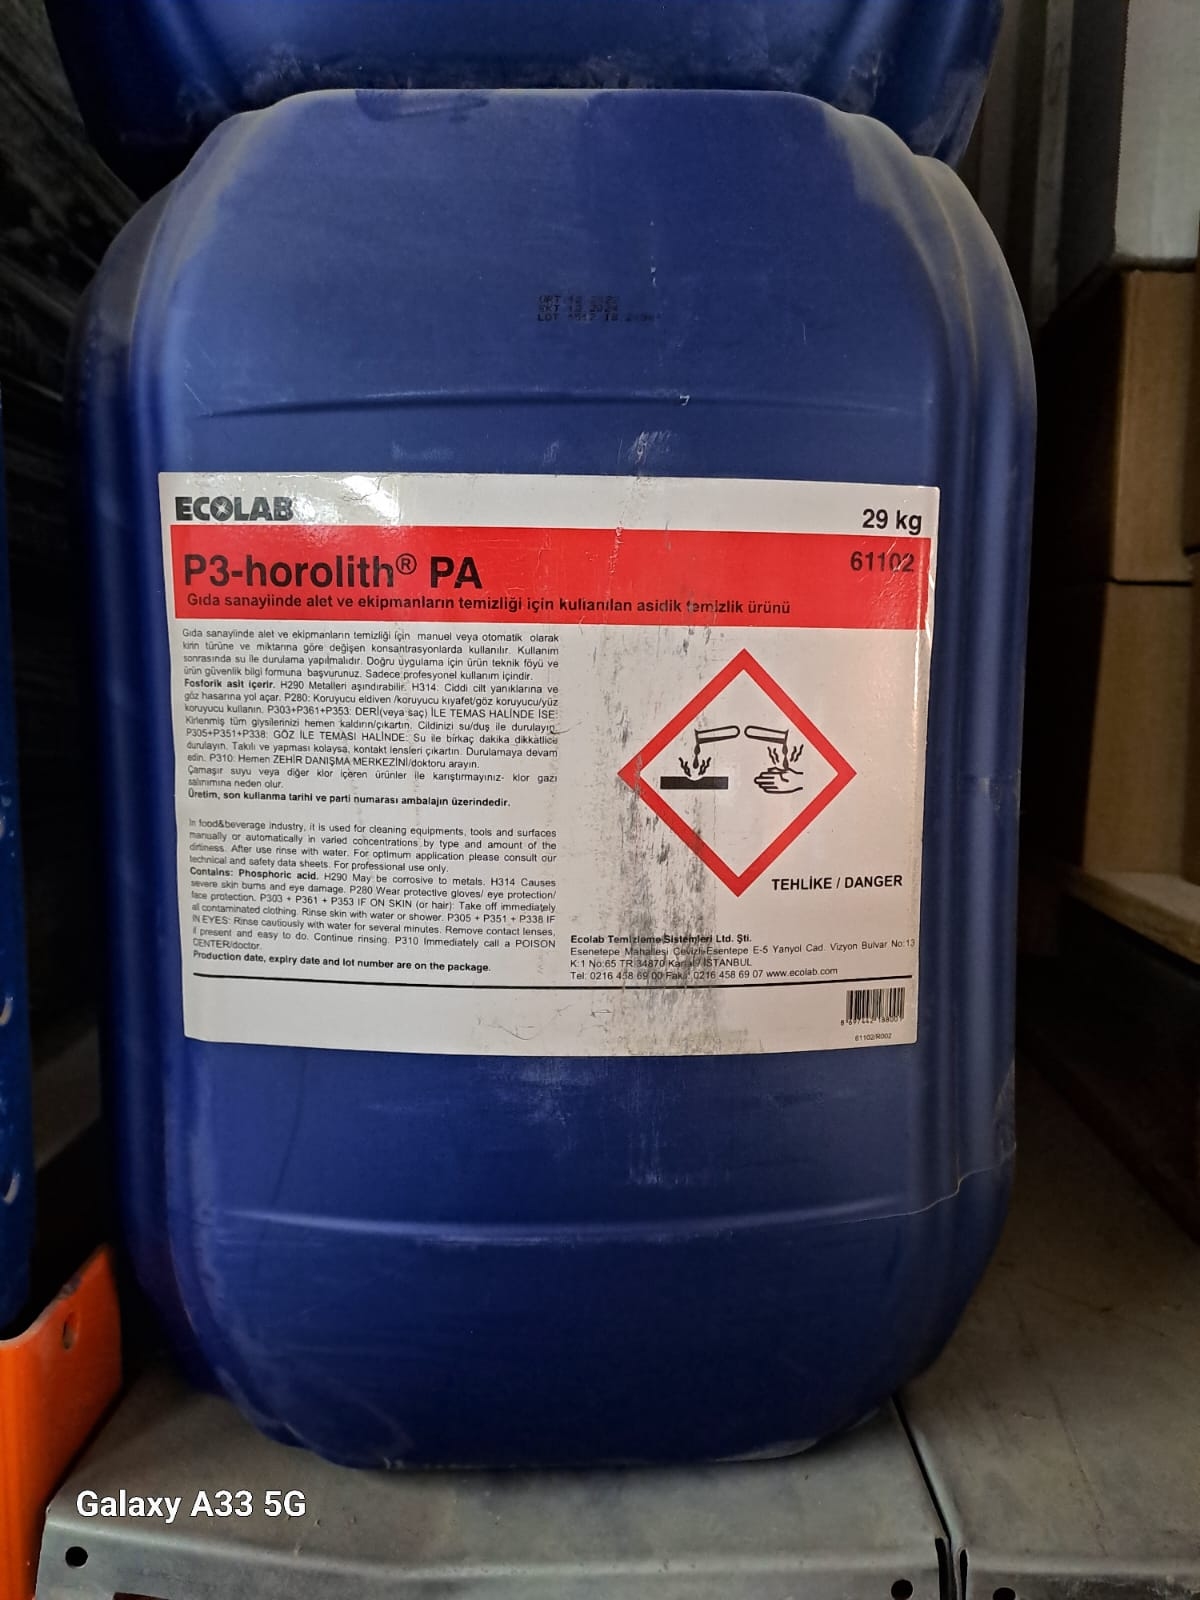 LOT
ECOLAB
29 kg
P3-horolith® PA
61102
Gıda sanayiinde alet ve ekipmanların temizliği için kullanılan asidik temizlik ürünü
Gıda sanayiinde alet ve ekipmanların temizliği için manuel veya otomatik olarak
kirin türüne ve miktarına göre değişen konsantrasyonlarda kullanılır. Kullanım
sonrasında su ile durulama yapılmalıdır. Doğru uygulama için ürün teknik föyü ve
ürün güvenlik bilgi formuna başvurunuz. Sadece profesyonel kullanım içindir.
Fosforik asit içerir. H290 Metalleri aşındırabilir. H314: Ciddi cilt yanıklarına ve
göz hasarına yol açar. P280: Koruyucu eldiven /koruyucu kıyafet/göz koruyucu/yüz
koruyucu kullanın. P303+P361+P353: DERİ(veya saç) İLE TEMAS HALİNDE İSE:
Kirlenmiş tüm giysilerinizi hemen kaldırın/çıkartın. Cildinizi su/duş ile durulayın.
P305+P351+P338: GÖZ İLE TEMASI HALİNDE: Su ile birkaç dakika dikkatlice
durulayın. Takılı ve yapması kolaysa, kontakt lensleri çıkartın. Durulamaya devam
edin. P310: Hemen ZEHİR DANIŞMA MERKEZİNİ/doktoru arayın.
Çamaşır suyu veya diğer klor içeren ürünler ile karıştırmayınız- klor gazı
salınımına neden olur.
Üretim, son kullanma tarihi ve parti numarası ambalajın üzerindedir.
In food&beverage industry, it is used for cleaning equipments, tools and surfaces
manually or automatically in varied concentrations by type and amount of the
dirtiness. After use rinse with water. For optimum application please consult our
technical and safety data sheets. For professional use only.
Contains: Phosphoric acid. H290 May be corrosive to metals. H314 Causes
severe skin burns and eye damage. P280 Wear protective gloves/ eye protection/
face protection. P303 + P361 + P353 IF ON SKIN (or hair): Take off immediately
all contaminated clothing. Rinse skin with water or shower. P305 + P351 + P338 IF
IN EYES: Rinse cautiously with water for several minutes. Remove contact lenses,
if present and easy to do. Continue rinsing. P310 Immediately call a POISON
CENTER/doctor.
Production date, expiry date and lot number are on the package.
TEHLİKE / DANGER
Ecolab Temizleme Sistemleri Ltd. Şti.
Esenetepe Mahallesi Cevizli-Esentepe E-5 Yanyol Cad. Vizyon Bulvar No:13
K:1 No:65 TR 34870 Kartal / İSTANBUL
Tel: 0216 458 69 00 Faks: 0216 458 69 07 www.ecolab.com
61102/R002
Galaxy A33 5G